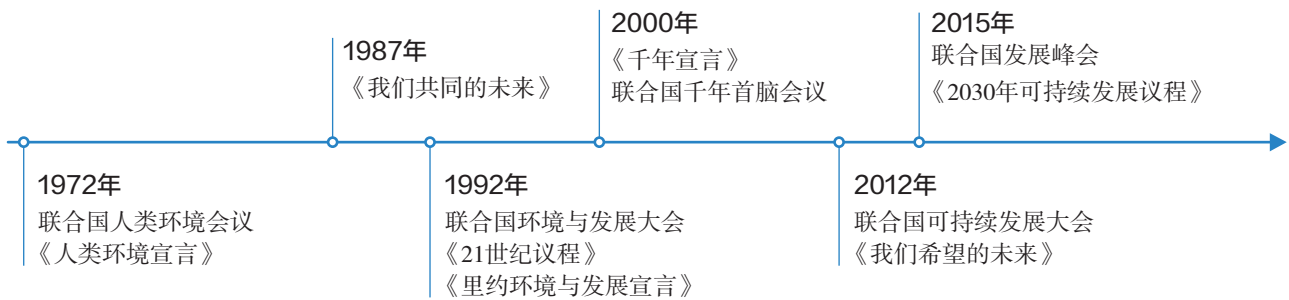 1972年
联合国人类环境会议
《人类环境宣言》
1987年
《我们共同的未来》
1992年
联合国环境与发展大会
《21世纪议程》
《里约环境与发展宣言》
2000年
《千年宣言》
联合国千年首脑会议
2012年
联合国可持续发展大会
《我们希望的未来》
2015年
联合国发展峰会
《2030年可持续发展议程》